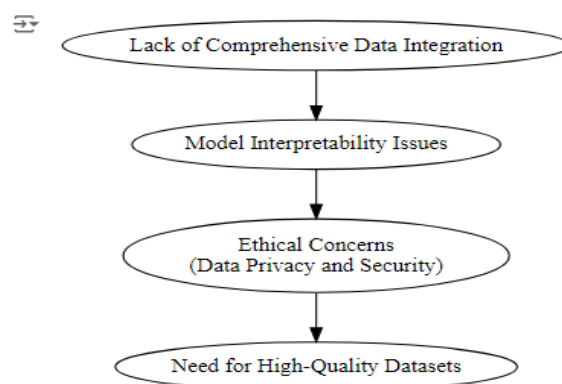 Lack of Comprehensive Data Integration
Model Interpretability Issues
Ethical Concerns
(Data Privacy and Security)
Need for High-Quality Datasets